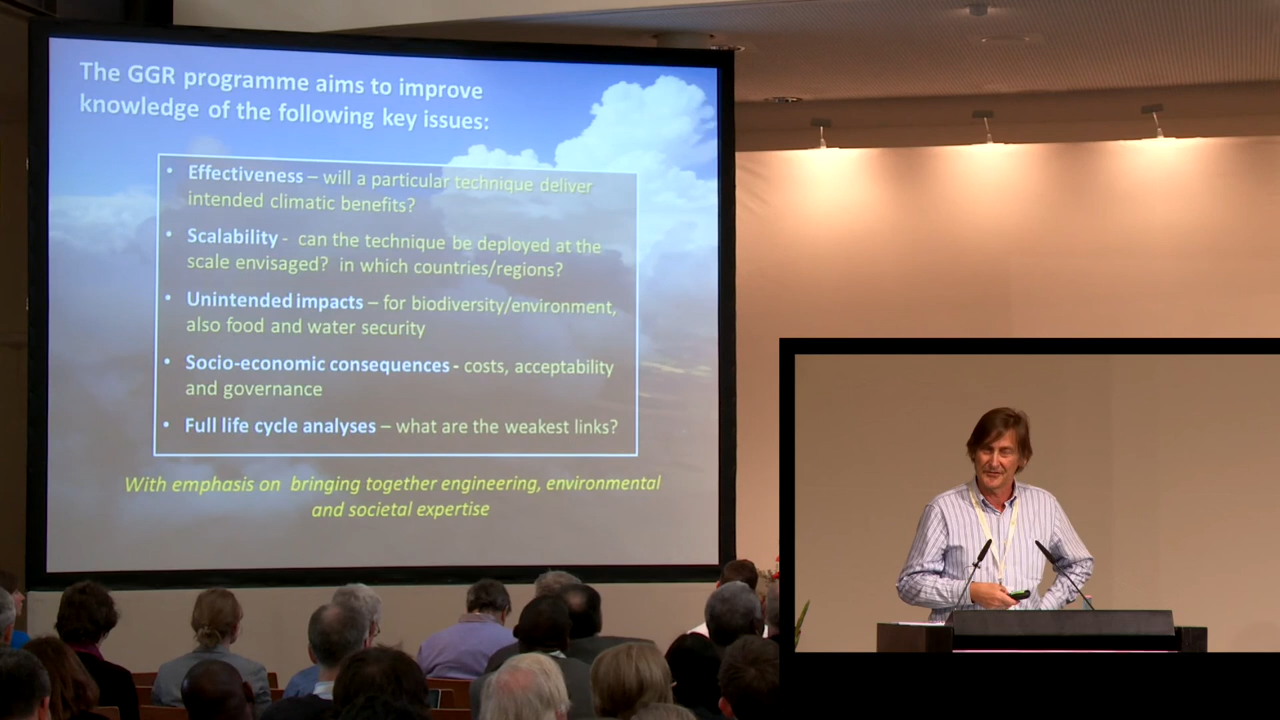 The GGR programme aims to improve
knowledge of the following key issues:
• Effectiveness – will a particular technique deliver
intended climatic benefits?
• Scalability - can the technique be deployed at the
scale envisaged? in which countries/regions?
• Unintended impacts – for biodiversity/environment,
also food and water security
• Socio-economic consequences - costs, acceptability
and governance
• Full life cycle analyses – what are the weakest links?
With emphasis on bringing together engineering, environmental
and societal expertise